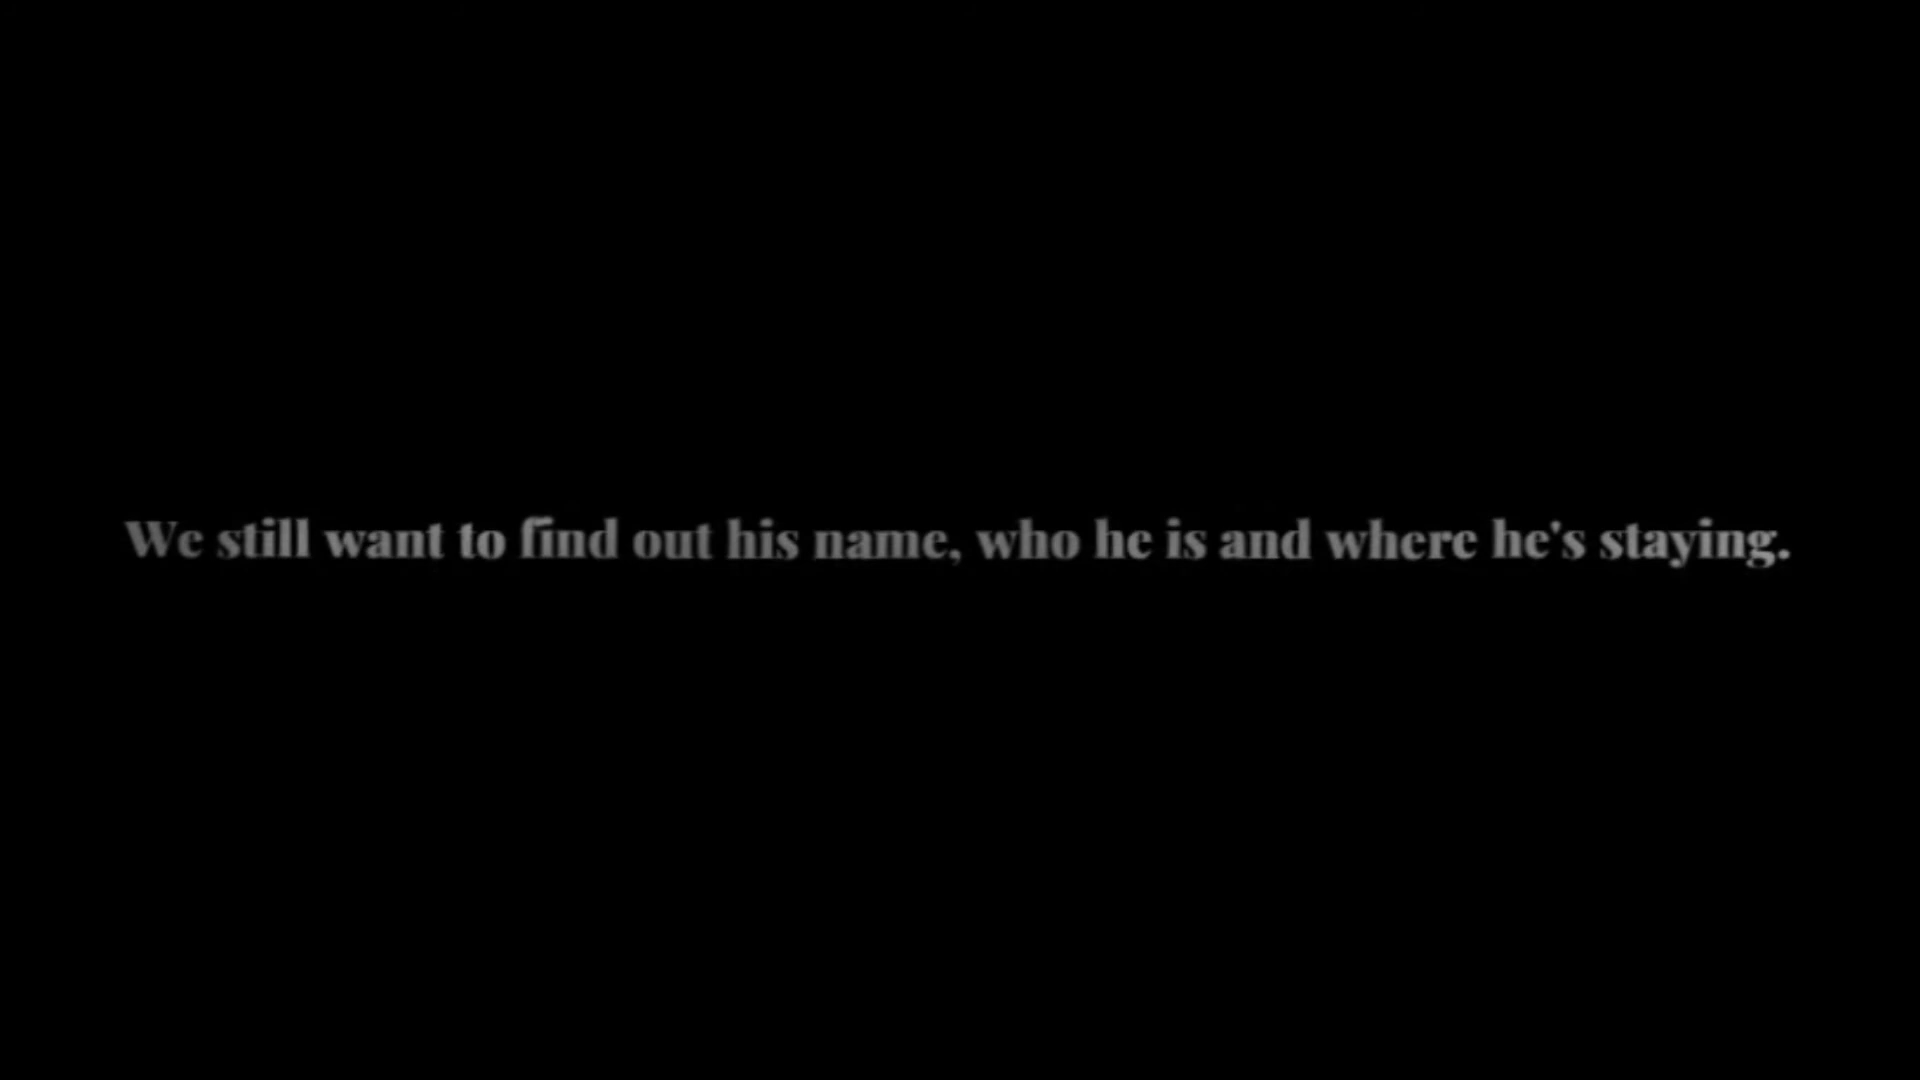 We still want to find out his name, who he is and where he's staying.